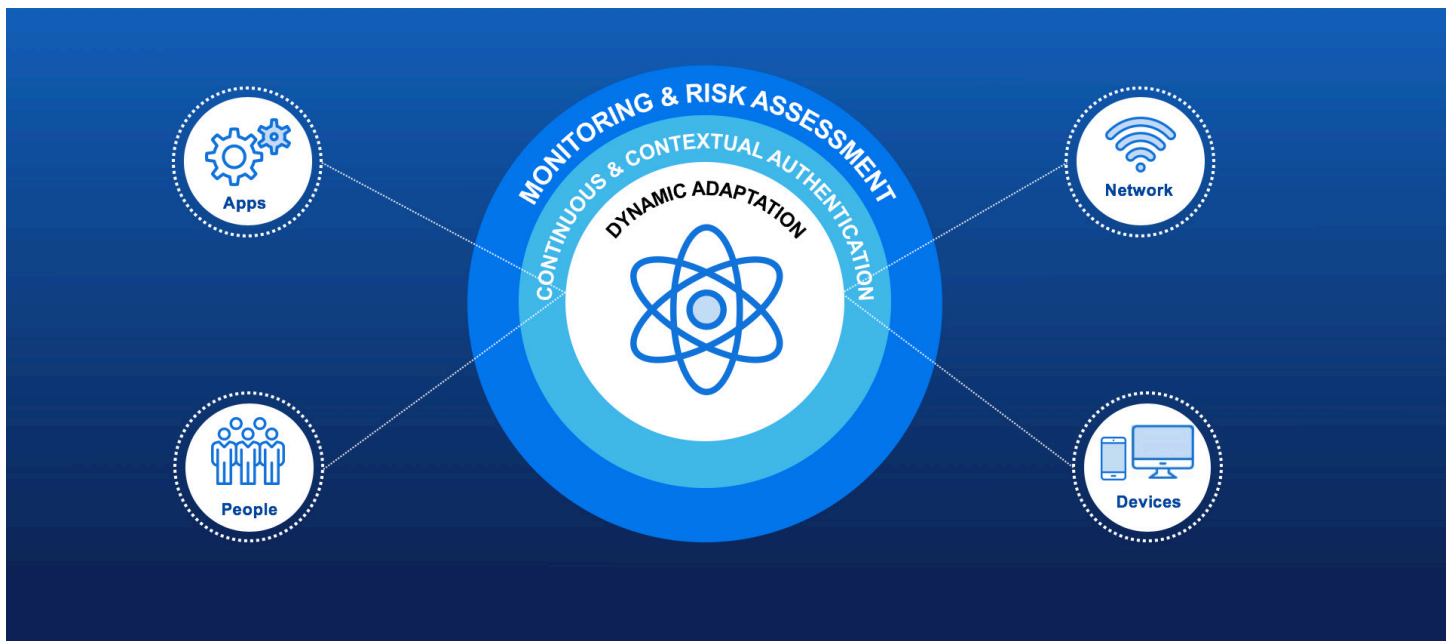 MONITORING & RISK ASSESSMENT
CONTINUOUS & CONTEXTUAL AUTHENTICATION
DYNAMIC ADAPTATION
Apps
Network
People
Devices